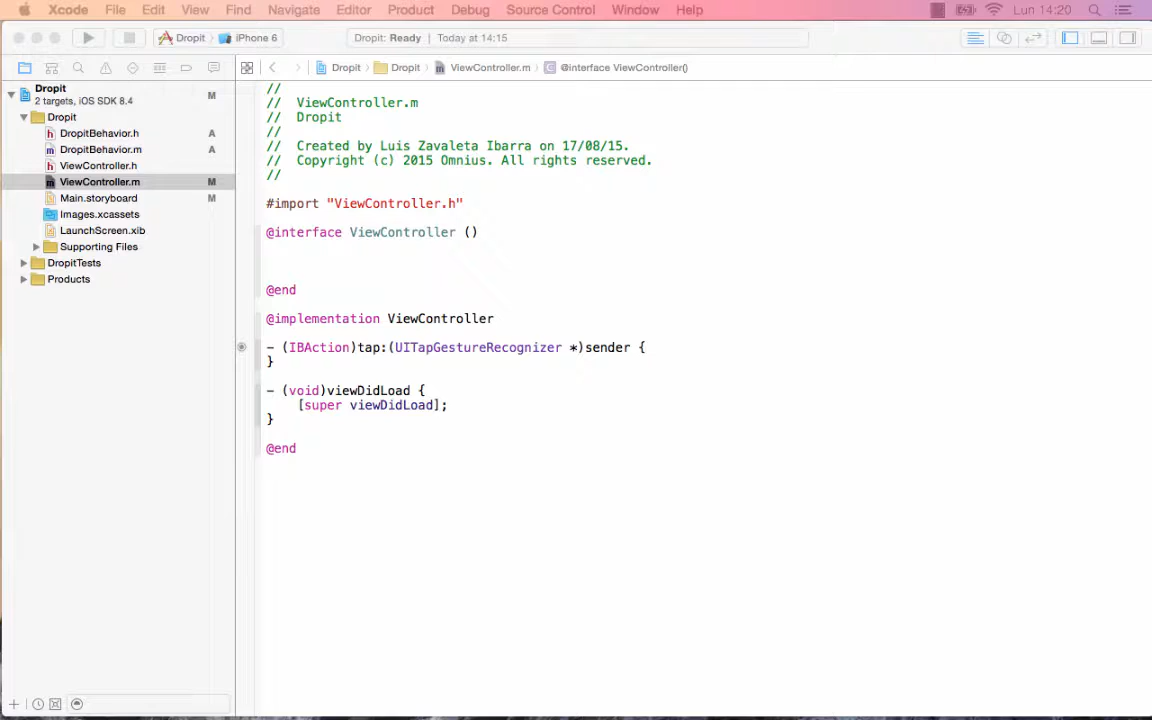 Xcode File Edit View Find Navigate Editor Product Debug Source Control Window Help Lun 14:20
Dropit iPhone 6 Dropit: Ready | Today at 14:15
Dropit Dropit ViewController.m @interface ViewController()
Dropit M
2 targets, iOS SDK 8.4
Dropit
DropitBehavior.h A
DropitBehavior.m A
ViewController.h
ViewController.m M
Main.storyboard M
Images.xcassets
LaunchScreen.xib
Supporting Files
DropitTests
Products
//
// ViewController.m
// Dropit
//
// Created by Luis Zavaleta Ibarra on 17/08/15.
// Copyright (c) 2015 Omnius. All rights reserved.
//
#import "ViewController.h"
@interface ViewController ()
@end
@implementation ViewController
- (IBAction)tap:(UITapGestureRecognizer *)sender {
}
- (void)viewDidLoad {
[super viewDidLoad];
}
@end